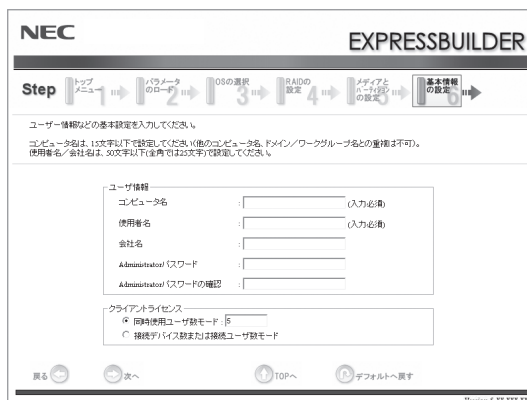 NEC
EXPRESSBUILDER
Step
トップ
メニュー 1
パラメータ
のロード 2
OSの選択
3
RAIDの
設定 4
メディアと
パーティション
の設定 5
基本情報
の設定 6
ユーザー情報などの基本設定を入力してください。
コンピュータ名は、15文字以下で設定してください(他のコンピュータ名、ドメイン/ワークグループ名との重複は不可)。
使用者名/会社名は、50文字以下(全角では25文字)で設定してください。
ユーザ情報
コンピュータ名 : (入力必須)
使用者名 : (入力必須)
会社名 :
Administratorパスワード :
Administratorパスワードの確認 :
クライアントライセンス
同時使用ユーザ数モード : 5
接続デバイス数または接続ユーザ数モード
戻る 次へ TOPへ デフォルトへ戻す